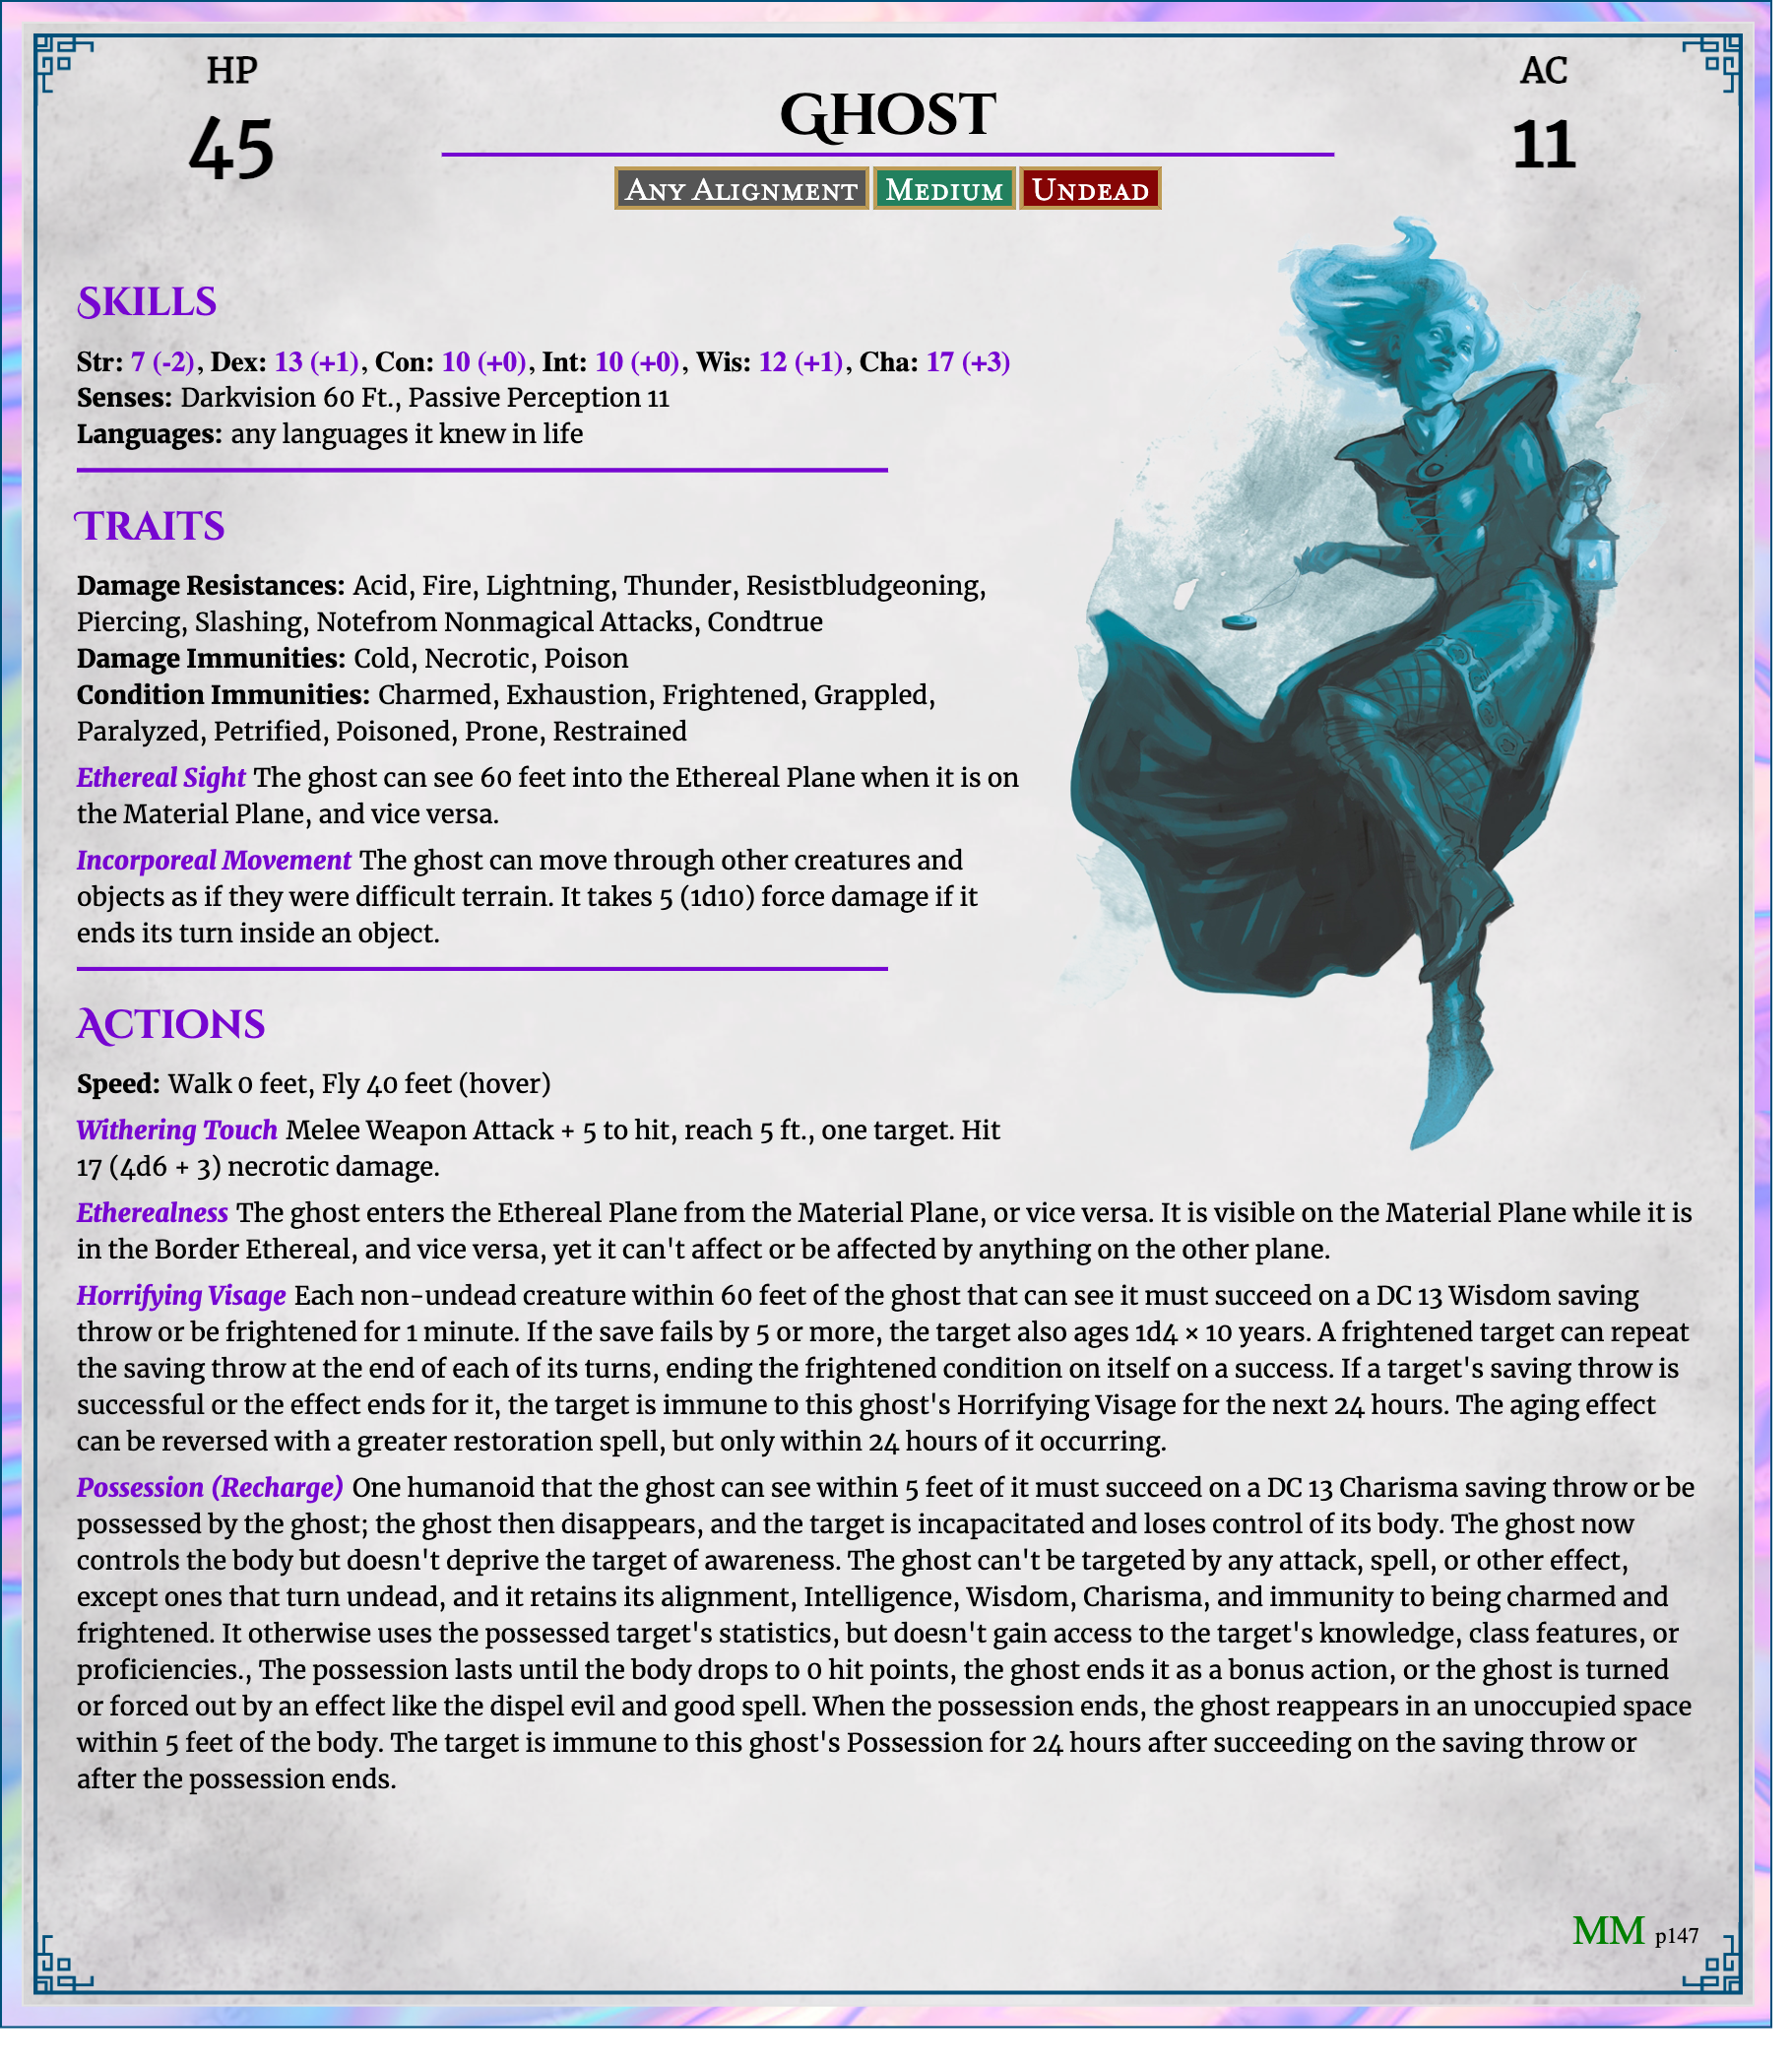 HP
45
Ghost
AC
11
Any Alignment Medium Undead
Skills
Str: 7 (-2), Dex: 13 (+1), Con: 10 (+0), Int: 10 (+0), Wis: 12 (+1), Cha: 17 (+3)
Senses: Darkvision 60 Ft., Passive Perception 11
Languages: any languages it knew in life
Traits
Damage Resistances: Acid, Fire, Lightning, Thunder, Resistbludgeoning,
Piercing, Slashing, Notefrom Nonmagical Attacks, Condtrue
Damage Immunities: Cold, Necrotic, Poison
Condition Immunities: Charmed, Exhaustion, Frightened, Grappled,
Paralyzed, Petrified, Poisoned, Prone, Restrained
Ethereal Sight The ghost can see 60 feet into the Ethereal Plane when it is on
the Material Plane, and vice versa.
Incorporeal Movement The ghost can move through other creatures and
objects as if they were difficult terrain. It takes 5 (1d10) force damage if it
ends its turn inside an object.
Actions
Speed: Walk 0 feet, Fly 40 feet (hover)
Withering Touch Melee Weapon Attack + 5 to hit, reach 5 ft., one target. Hit
17 (4d6 + 3) necrotic damage.
Etherealness The ghost enters the Ethereal Plane from the Material Plane, or vice versa. It is visible on the Material Plane while it is
in the Border Ethereal, and vice versa, yet it can't affect or be affected by anything on the other plane.
Horrifying Visage Each non-undead creature within 60 feet of the ghost that can see it must succeed on a DC 13 Wisdom saving
throw or be frightened for 1 minute. If the save fails by 5 or more, the target also ages 1d4 × 10 years. A frightened target can repeat
the saving throw at the end of each of its turns, ending the frightened condition on itself on a success. If a target's saving throw is
successful or the effect ends for it, the target is immune to this ghost's Horrifying Visage for the next 24 hours. The aging effect
can be reversed with a greater restoration spell, but only within 24 hours of it occurring.
Possession (Recharge) One humanoid that the ghost can see within 5 feet of it must succeed on a DC 13 Charisma saving throw or be
possessed by the ghost; the ghost then disappears, and the target is incapacitated and loses control of its body. The ghost now
controls the body but doesn't deprive the target of awareness. The ghost can't be targeted by any attack, spell, or other effect,
except ones that turn undead, and it retains its alignment, Intelligence, Wisdom, Charisma, and immunity to being charmed and
frightened. It otherwise uses the possessed target's statistics, but doesn't gain access to the target's knowledge, class features, or
proficiencies., The possession lasts until the body drops to 0 hit points, the ghost ends it as a bonus action, or the ghost is turned
or forced out by an effect like the dispel evil and good spell. When the possession ends, the ghost reappears in an unoccupied space
within 5 feet of the body. The target is immune to this ghost's Possession for 24 hours after succeeding on the saving throw or
after the possession ends.
MM p147